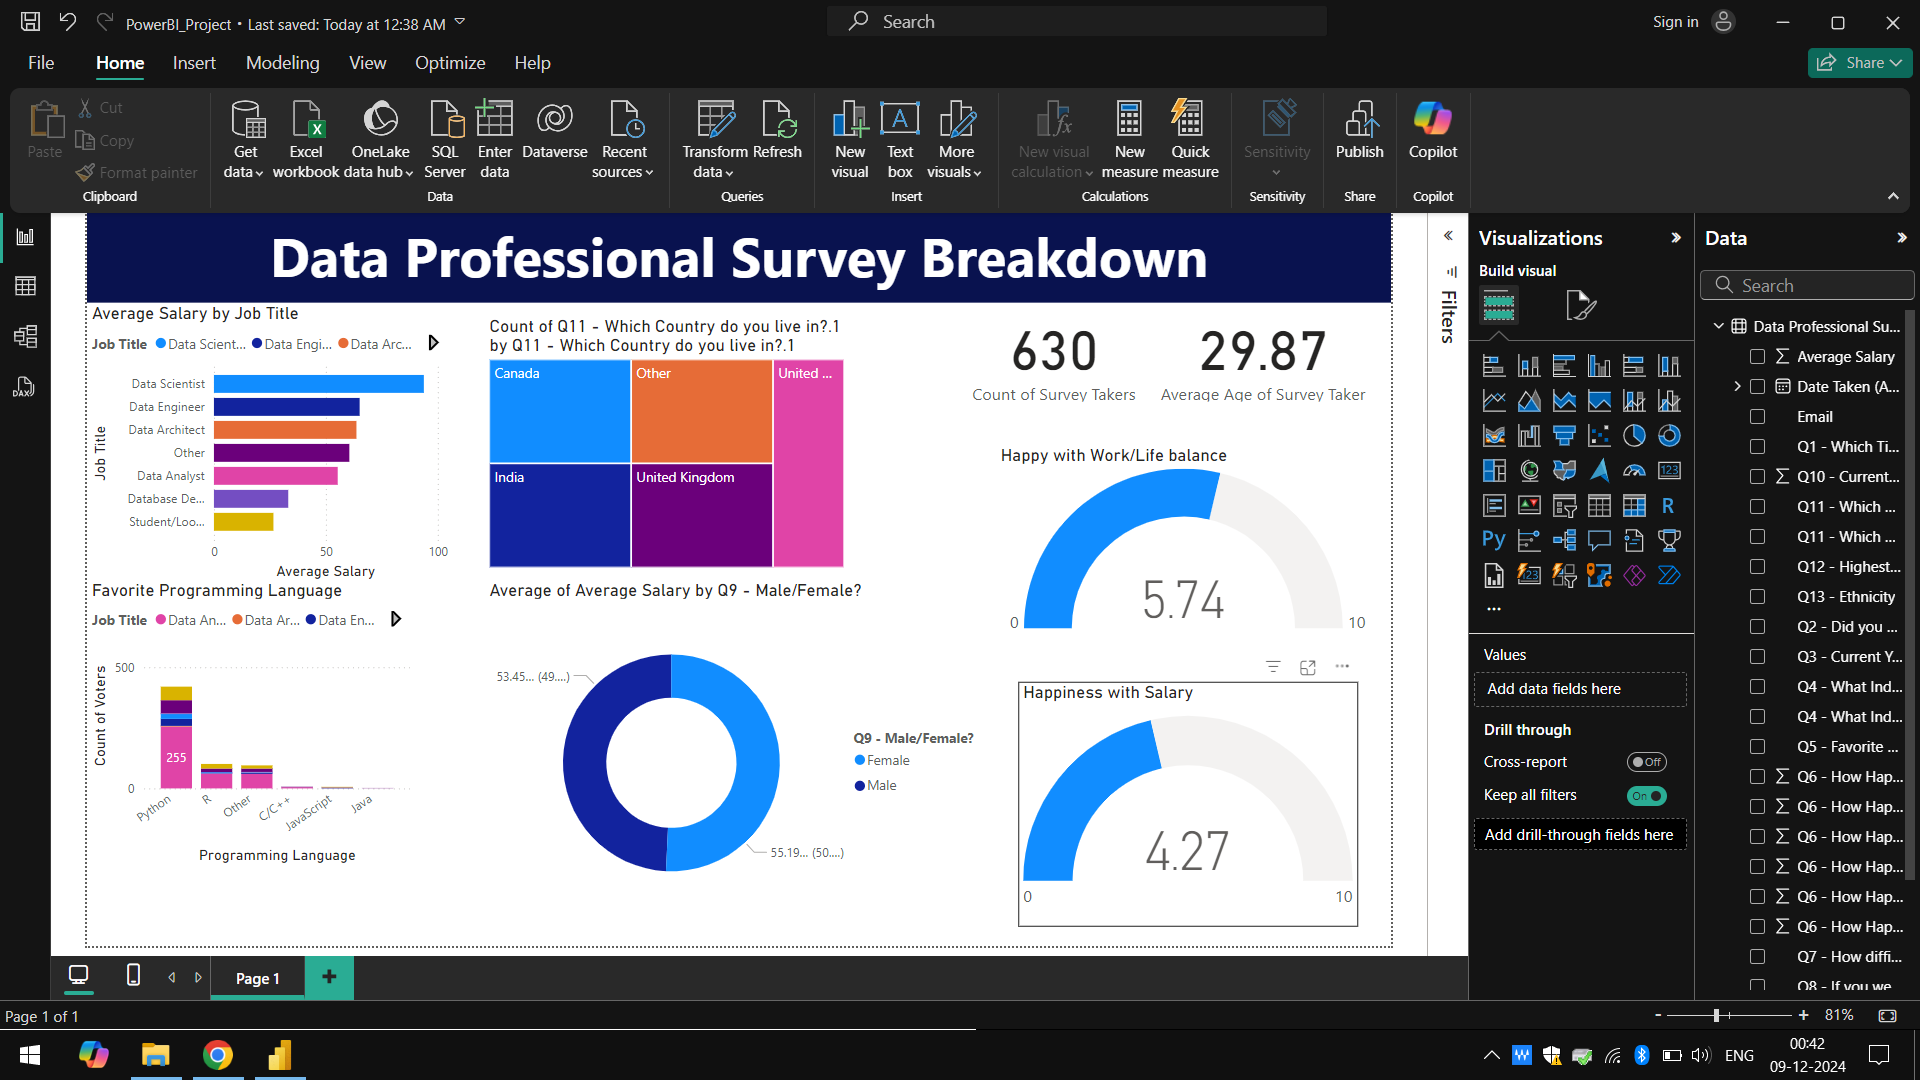 PowerBI_Project • Last saved: Today at 12:38 AM
Search
Sign in
File
Home
Insert
Modeling
View
Optimize
Help
Share
Paste
Cut
Copy
Format painter
Clipboard
Get data
Excel workbook
OneLake data hub
SQL Server
Enter data
Dataverse
Recent sources
Data
Transform data
Refresh
Queries
New visual
Text box
More visuals
Insert
New visual calculation
New measure
Quick measure
Calculations
Sensitivity
Sensitivity
Publish
Share
Copilot
Copilot
Data Professional Survey Breakdown
Average Salary by Job Title
Job Title
Data Scient...
Data Engi...
Data Arc...
Job Title
Data Scientist
Data Engineer
Data Architect
Other
Data Analyst
Database De...
Student/Loo...
0
50
100
Average Salary
Count of Q11 - Which Country do you live in?.1
by Q11 - Which Country do you live in?.1
Canada
Other
United ...
India
United Kingdom
630
Count of Survey Takers
29.87
Average Age of Survey Taker
Happy with Work/Life balance
5.74
0
10
Favorite Programming Language
Job Title
Data An...
Data Ar...
Data En...
Count of Voters
500
0
255
Python
R
Other
C/C++
JavaScript
Java
Programming Language
Average of Average Salary by Q9 - Male/Female?
53.45... (49....)
55.19... (50....)
Q9 - Male/Female?
Female
Male
Happiness with Salary
4.27
0
10
Filters
Visualizations
Build visual
123
R
Py
123
...
Values
Add data fields here
Drill through
Cross-report
Off
Keep all filters
On
Add drill-through fields here
Data
Search
Data Professional Su...
Average Salary
Date Taken (A...
Email
Q1 - Which Ti...
Q10 - Current...
Q11 - Which ...
Q11 - Which ...
Q12 - Highest...
Q13 - Ethnicity
Q2 - Did you ...
Q3 - Current Y...
Q4 - What Ind...
Q4 - What Ind...
Q5 - Favorite ...
Q6 - How Hap...
Q6 - How Hap...
Q6 - How Hap...
Q6 - How Hap...
Q6 - How Hap...
Q6 - How Hap...
Q7 - How diffi...
Q8 - If you we...
DAX
Page 1
Page 1 of 1
81%
ENG
00:42
09-12-2024